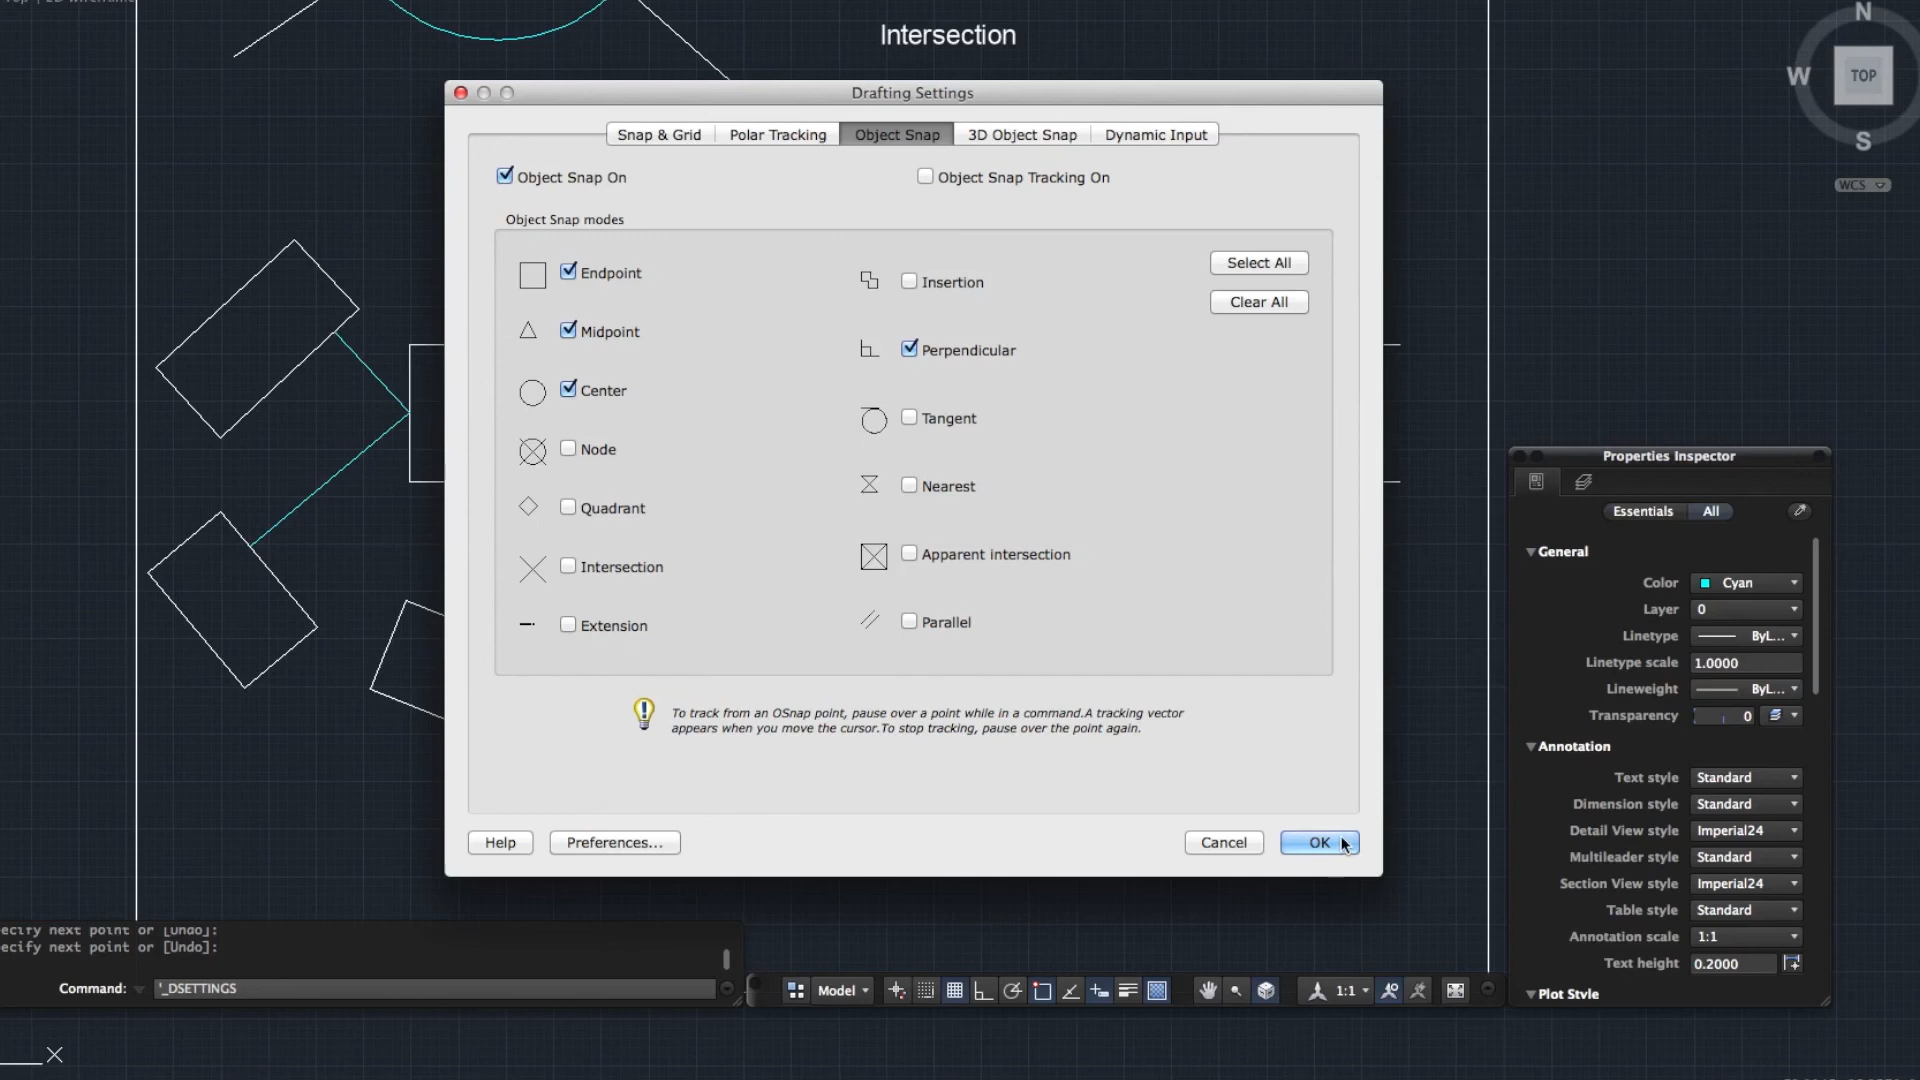 Intersection
N
W
TOP
S
WCS
Drafting Settings
Snap & Grid
Polar Tracking
Object Snap
3D Object Snap
Dynamic Input
Object Snap On
Object Snap Tracking On
Object Snap modes
Endpoint
Midpoint
Center
Node
Quadrant
Intersection
Extension
Insertion
Perpendicular
Tangent
Nearest
Apparent intersection
Parallel
Select All
Clear All
To track from an OSnap point, pause over a point while in a command.A tracking vector
appears when you move the cursor.To stop tracking, pause over the point again.
Help
Preferences...
Cancel
OK
Properties Inspector
Essentials
All
General
Color Cyan
Layer 0
Linetype ByL...
Linetype scale 1.0000
Lineweight ByL...
Transparency 0
Annotation
Text style Standard
Dimension style Standard
Detail View style Imperial24
Multileader style Standard
Section View style Imperial24
Table style Standard
Annotation scale 1:1
Text height 0.2000
Plot Style
ecify next point or [Undo]:
ecify next point or [Undo]:
Command: '_DSETTINGS
Model
1:1